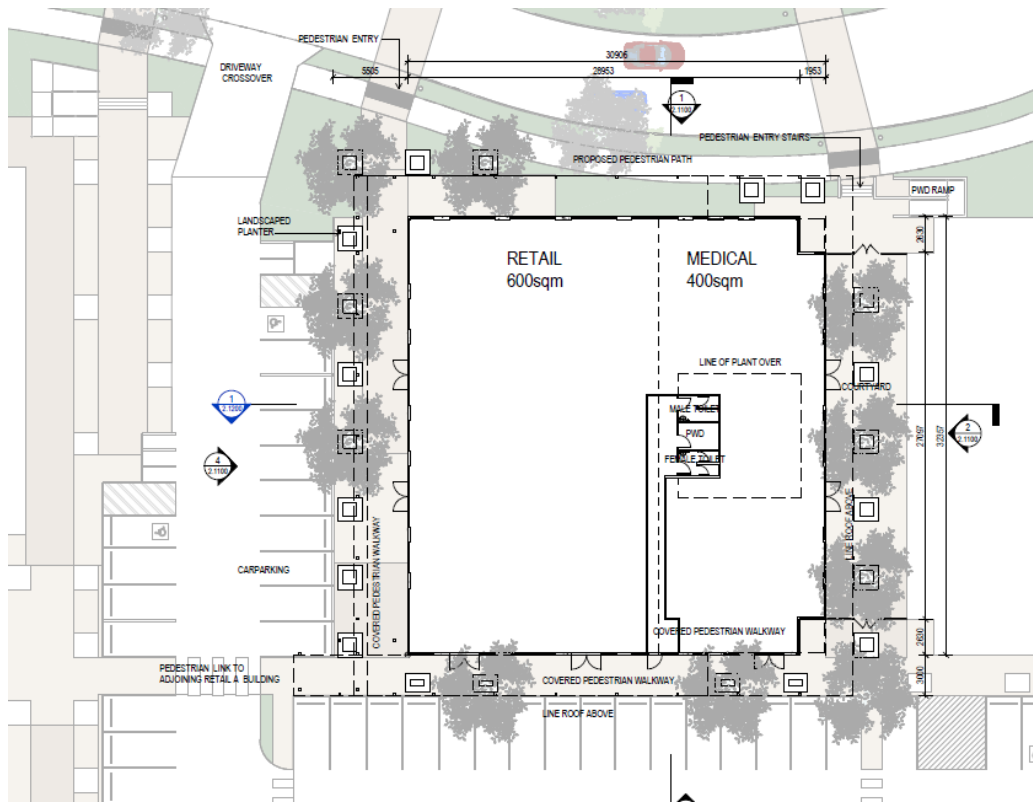 PEDESTRIAN ENTRY
30906
DRIVEWAY
CROSSOVER
5505
28953
1953
1
2.1100
PEDESTRIAN ENTRY STAIRS
PROPOSED PEDESTRIAN PATH
PWD RAMP
LANDSCAPED
PLANTER
RETAIL
600sqm
MEDICAL
400sqm
2630
LINE OF PLANT OVER
COURTYARD
1
2.1200
MALE TOILET
PWD
FEMALE TOILET
27097
32357
2
2.1100
4
2.1100
LINE ROOF ABOVE
COVERED PEDESTRIAN WALKWAY
CARPARKING
COVERED PEDESTRIAN WALKWAY
2630
PEDESTRIAN LINK TO
ADJOINING RETAIL A BUILDING
COVERED PEDESTRIAN WALKWAY
3000
LINE ROOF ABOVE